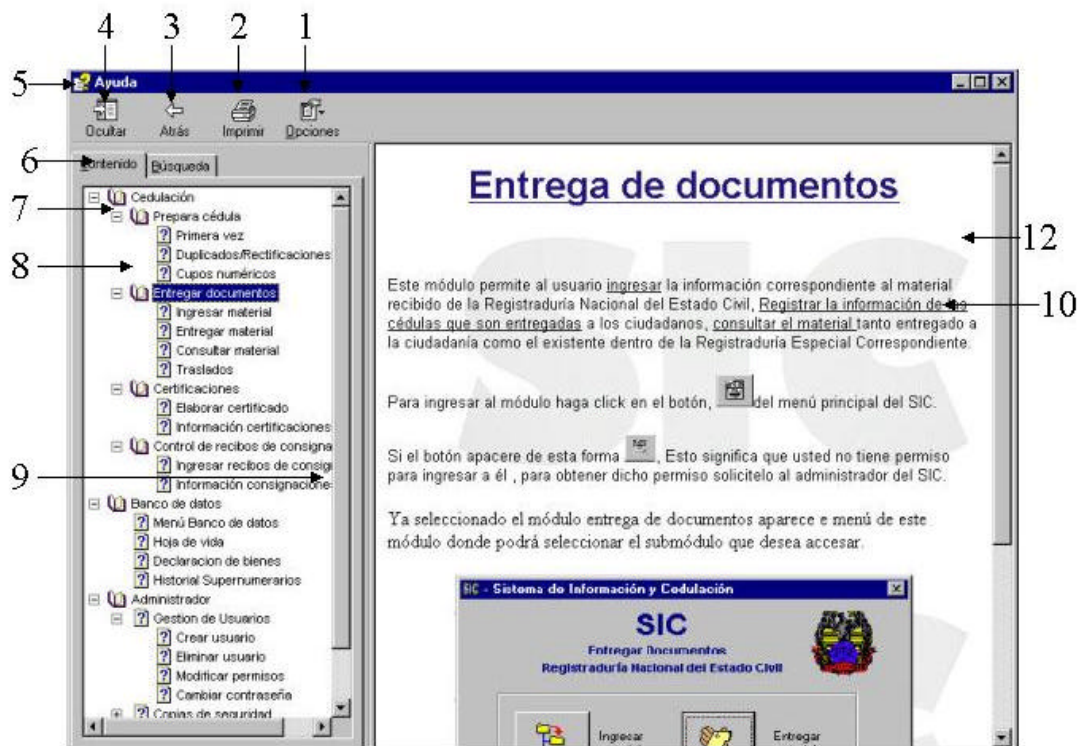 4 3 2 1
5
Ayuda
Ocultar Atrás Imprimir Opciones
6
Contenido Búsqueda
7
Cedulación
Prepara cédula
Primera vez
8
Duplicados/Rectificaciones
Cupos numéricos
Entregar documentos
Ingresar material
Entregar material
Consultar material
Traslados
Certificaciones
Elaborar certificado
Información certificaciones
Control de recibos de consigna
9
Ingresar recibos de consig
Información consignacione
Banco de datos
Menú Banco de datos
Hoja de vida
Declaracion de bienes
Historial Supernumerarios
Administrador
Gestion de Usuarios
Crear usuario
Eliminar usuario
Modificar permisos
Cambiar contraseña
Copias de seguridad
Entrega de documentos
12
Este módulo permite al usuario ingresar la información correspondiente al material
10
recibido de la Registraduría Nacional del Estado Civil, Registrar la información de las
cédulas que son entregadas a los ciudadanos, consultar el material tanto entregado a
la ciudadanía como el existente dentro de la Registraduría Especial Correspondiente.
Para ingresar al módulo haga click en el botón, del menú principal del SIC.
Si el botón apacere de esta forma , Esto significa que usted no tiene permiso
para ingresar a él , para obtener dicho permiso solicitelo al administrador del SIC.
Ya seleccionado el módulo entrega de documentos aparece e menú de este
módulo donde podrá seleccionar el submódulo que desea accesar.
SIC - Sistema de Información y Cedulación
SIC
Entregar Documentos
Registraduría Nacional del Estado Civil
Ingresar Entregar
SIC